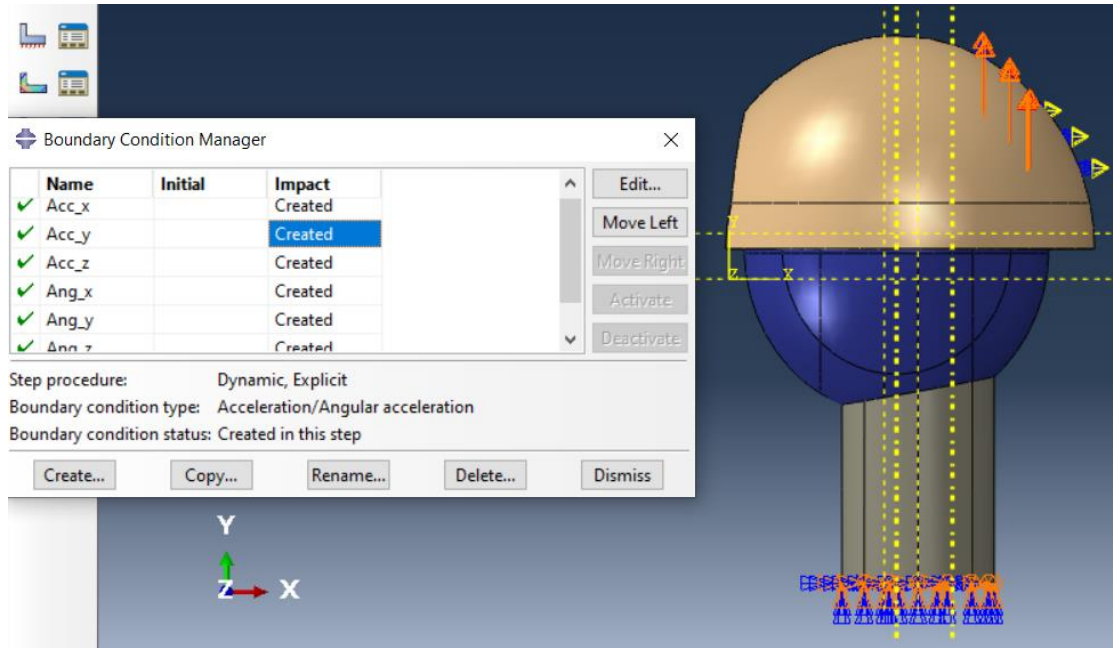 Boundary Condition Manager
Name Initial Impact
Acc_x Created
Acc_y Created
Acc_z Created
Ang_x Created
Ang_y Created
Ang_z Created
Edit...
Move Left
Move Right
Activate
Deactivate
Step procedure: Dynamic, Explicit
Boundary condition type: Acceleration/Angular acceleration
Boundary condition status: Created in this step
Create... Copy... Rename... Delete... Dismiss
Y
Z X
Y
Z X